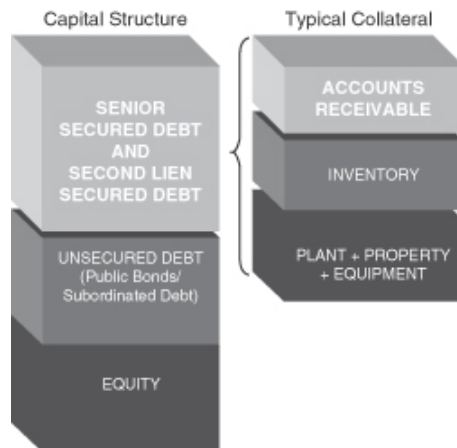 Capital Structure
SENIOR
SECURED DEBT
AND
SECOND LIEN
SECURED DEBT
UNSECURED DEBT
(Public Bonds/
Subordinated Debt)
EQUITY
Typical Collateral
ACCOUNTS
RECEIVABLE
INVENTORY
PLANT + PROPERTY
+ EQUIPMENT